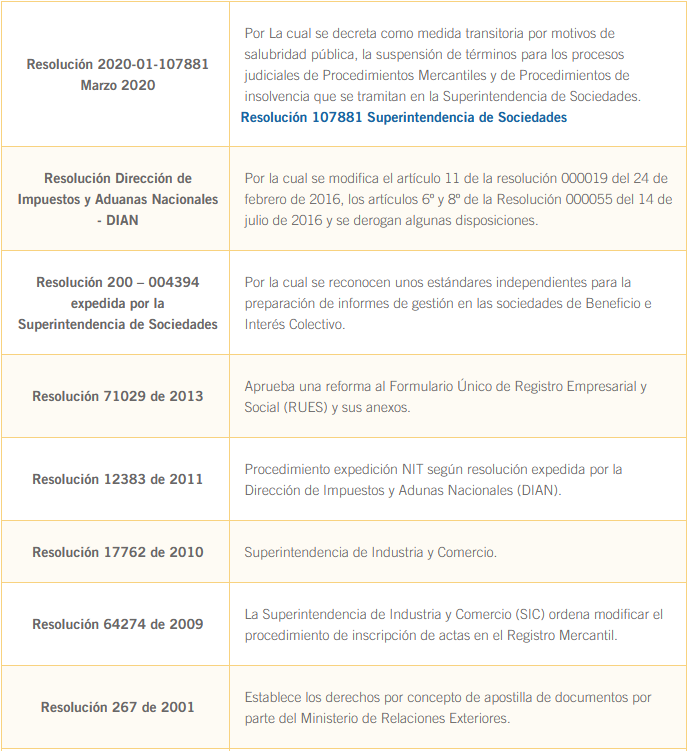 Resolución 2020-01-107881
Marzo 2020
Por La cual se decreta como medida transitoria por motivos de
salubridad pública, la suspensión de términos para los procesos
judiciales de Procedimientos Mercantiles y de Procedimientos de
insolvencia que se tramitan en la Superintendencia de Sociedades.
Resolución 107881 Superintendencia de Sociedades
Resolución Dirección de
Impuestos y Aduanas Nacionales
- DIAN
Por la cual se modifica el artículo 11 de la resolución 000019 del 24 de
febrero de 2016, los artículos 6º y 8º de la Resolución 000055 del 14 de
julio de 2016 y se derogan algunas disposiciones.
Resolución 200 – 004394
expedida por la
Superintendencia de Sociedades
Por la cual se reconocen unos estándares independientes para la
preparación de informes de gestión en las sociedades de Beneficio e
Interés Colectivo.
Resolución 71029 de 2013
Aprueba una reforma al Formulario Único de Registro Empresarial y
Social (RUES) y sus anexos.
Resolución 12383 de 2011
Procedimiento expedición NIT según resolución expedida por la
Dirección de Impuestos y Adunas Nacionales (DIAN).
Resolución 17762 de 2010
Superintendencia de Industria y Comercio.
Resolución 64274 de 2009
La Superintendencia de Industria y Comercio (SIC) ordena modificar el
procedimiento de inscripción de actas en el Registro Mercantil.
Resolución 267 de 2001
Establece los derechos por concepto de apostilla de documentos por
parte del Ministerio de Relaciones Exteriores.